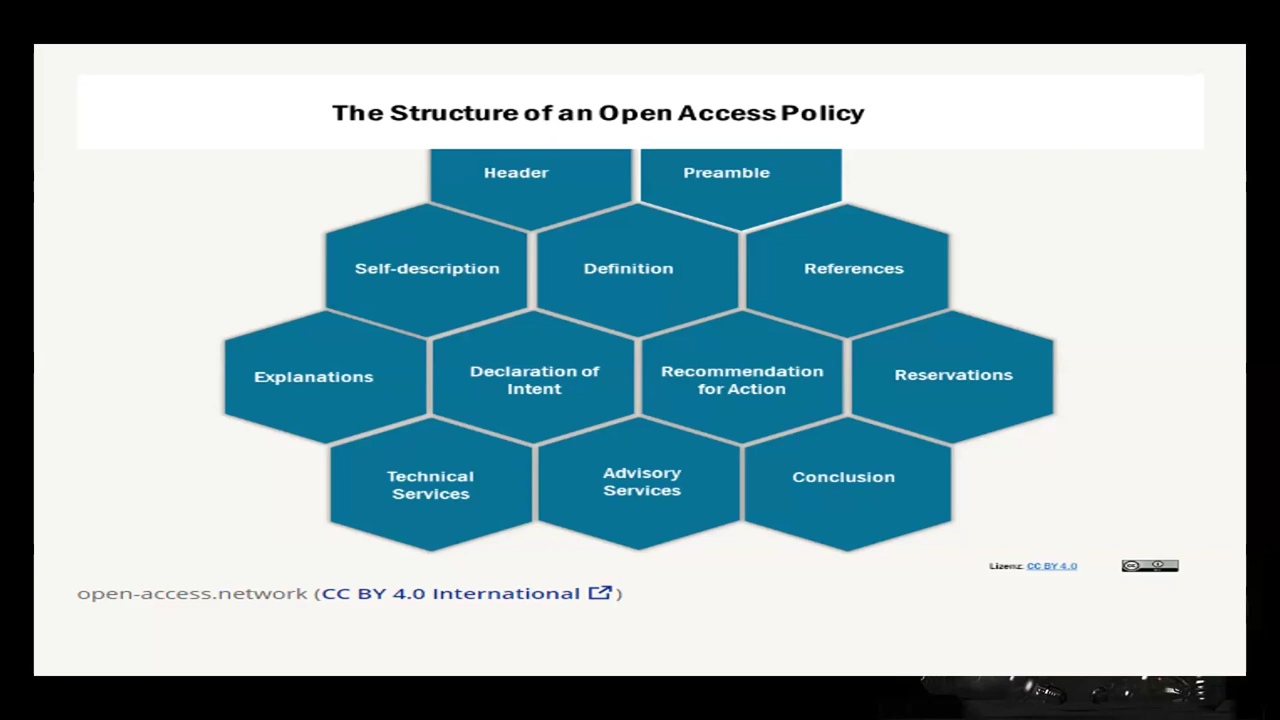 The Structure of an Open Access Policy
Header
Preamble
Self-description
Definition
References
Explanations
Declaration of
Intent
Recommendation
for Action
Reservations
Technical
Services
Advisory
Services
Conclusion
Lizenz: CC BY 4.0
open-access.network (CC BY 4.0 International)